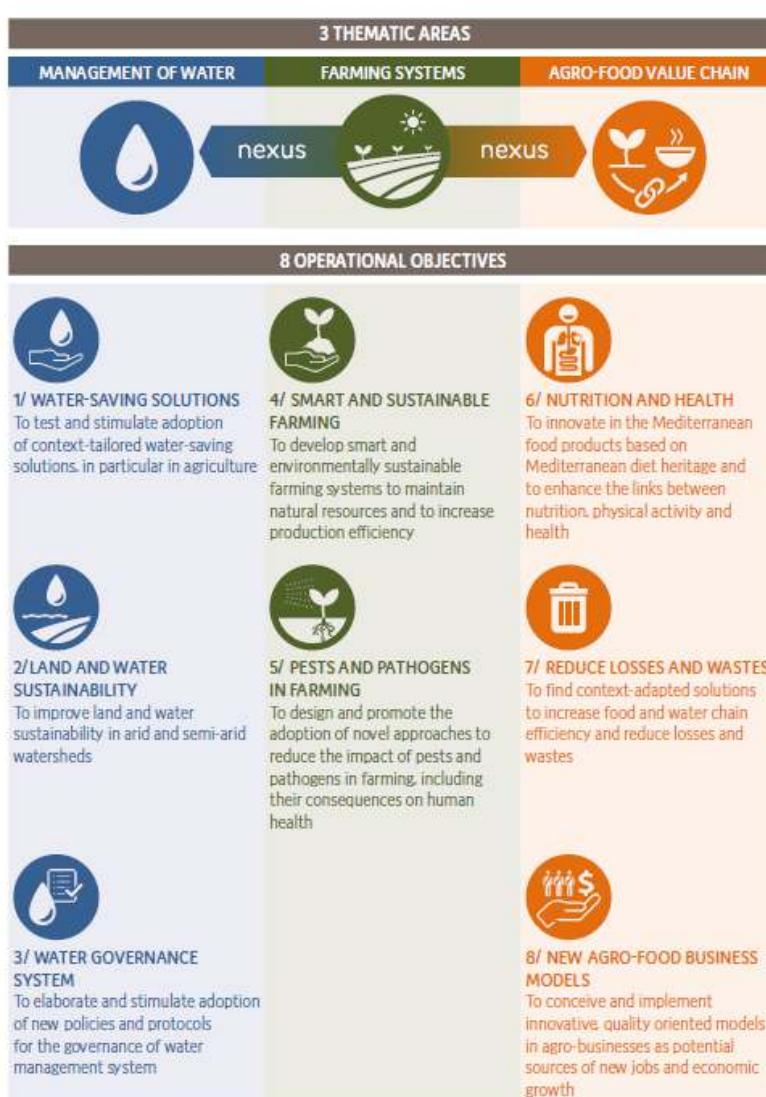 3 THEMATIC AREAS
MANAGEMENT OF WATER
FARMING SYSTEMS
AGRO-FOOD VALUE CHAIN
nexus
nexus
8 OPERATIONAL OBJECTIVES
1/ WATER-SAVING SOLUTIONS
To test and stimulate adoption
of context-tailored water-saving
solutions, in particular in agriculture
2/LAND AND WATER
SUSTAINABILITY
To improve land and water
sustainability in arid and semi-arid
watersheds
3/ WATER GOVERNANCE
SYSTEM
To elaborate and stimulate adoption
of new policies and protocols
for the governance of water
management system
4/ SMART AND SUSTAINABLE
FARMING
To develop smart and
environmentally sustainable
farming systems to maintain
natural resources and to increase
production efficiency
5/ PESTS AND PATHOGENS
IN FARMING
To design and promote the
adoption of novel approaches to
reduce the impact of pests and
pathogens in farming, including
their consequences on human
health
6/ NUTRITION AND HEALTH
To innovate in the Mediterranean
food products based on
Mediterranean diet heritage and
to enhance the links between
nutrition, physical activity and
health
7/ REDUCE LOSSES AND WASTES
To find context-adapted solutions
to increase food and water chain
efficiency and reduce losses and
wastes
$
8/ NEW AGRO-FOOD BUSINESS
MODELS
To conceive and implement
innovative, quality oriented models
in agro-businesses as potential
sources of new jobs and economic
growth